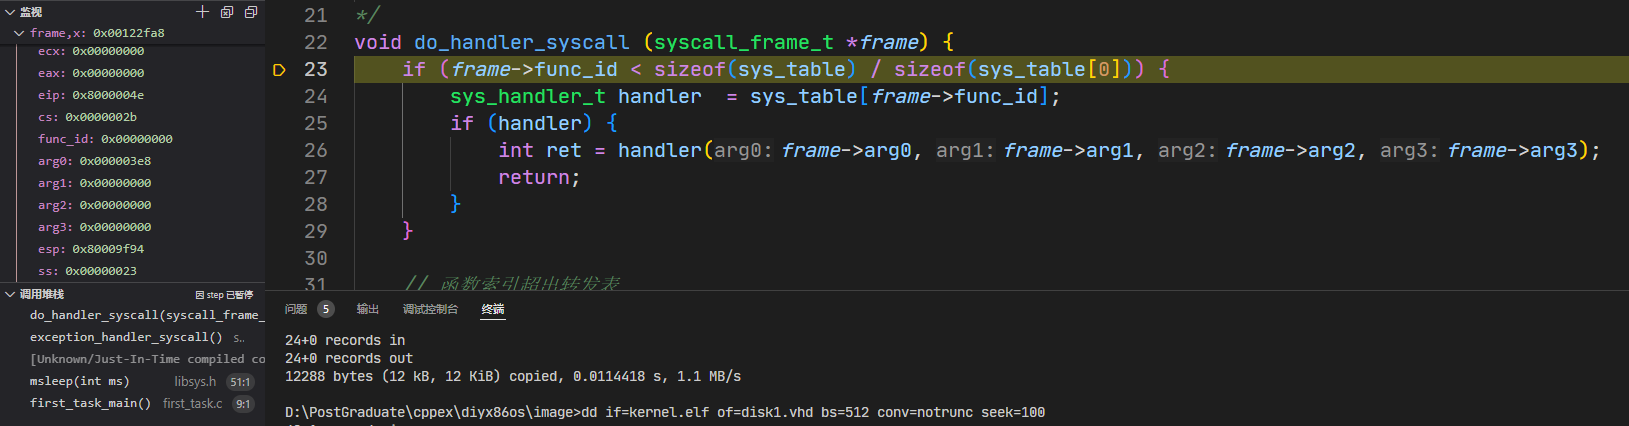 监视
frame,x: 0x00122fa8
ecx: 0x00000000
eax: 0x00000000
eip: 0x8000004e
cs: 0x0000002b
func_id: 0x00000000
arg0: 0x000003e8
arg1: 0x00000000
arg2: 0x00000000
arg3: 0x00000000
esp: 0x80009f94
ss: 0x00000023
调用堆栈 因 step 已暂停
do_handler_syscall(syscall_frame_
exception_handler_syscall() s..
[Unknown/Just-In-Time compiled co
msleep(int ms) libsys.h 51:1
first_task_main() first_task.c 9:1
21 */
22 void do_handler_syscall (syscall_frame_t *frame) {
23 if (frame->func_id < sizeof(sys_table) / sizeof(sys_table[0])) {
24 sys_handler_t handler = sys_table[frame->func_id];
25 if (handler) {
26 int ret = handler(arg0: frame->arg0, arg1: frame->arg1, arg2: frame->arg2, arg3: frame->arg3);
27 return;
28 }
29 }
30
31 // 函数索引超出转发表
问题 5 输出 调试控制台 终端
24+0 records in
24+0 records out
12288 bytes (12 kB, 12 KiB) copied, 0.0114418 s, 1.1 MB/s
D:\PostGraduate\cppex\diyx86os\image>dd if=kernel.elf of=disk1.vhd bs=512 conv=notrunc seek=100